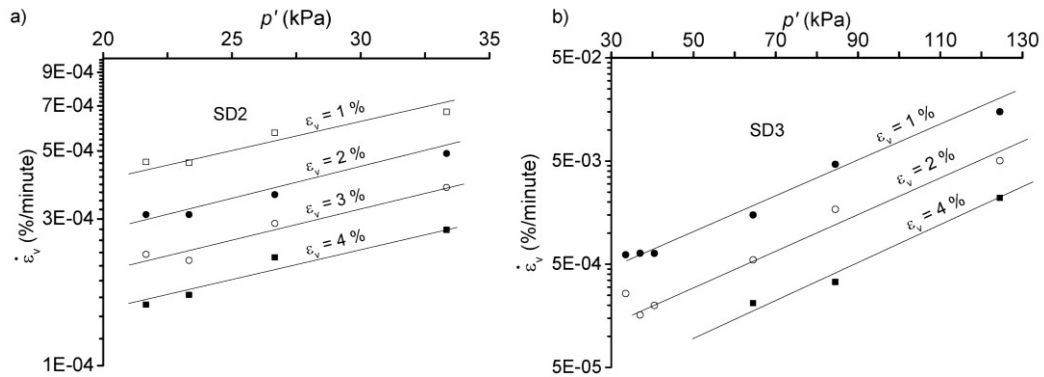 a)
p' (kPa)
20 25 30 35
9E-04
7E-04
5E-04
3E-04
1E-04
ε̇ᵥ (%/minute)
SD2
εᵥ = 1 %
εᵥ = 2 %
εᵥ = 3 %
εᵥ = 4 %
b)
p' (kPa)
30 50 70 90 110 130
5E-02
5E-03
5E-04
5E-05
ε̇ᵥ (%/minute)
SD3
εᵥ = 1 %
εᵥ = 2 %
εᵥ = 4 %